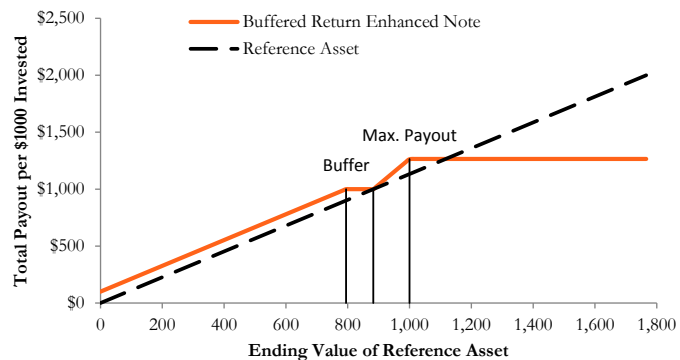 $2,500
Buffered Return Enhanced Note
Reference Asset
$2,000
$1,500
Max. Payout
Buffer
$1,000
$500
$0
Total Payout per $1000 Invested
0 200 400 600 800 1,000 1,200 1,400 1,600 1,800
Ending Value of Reference Asset